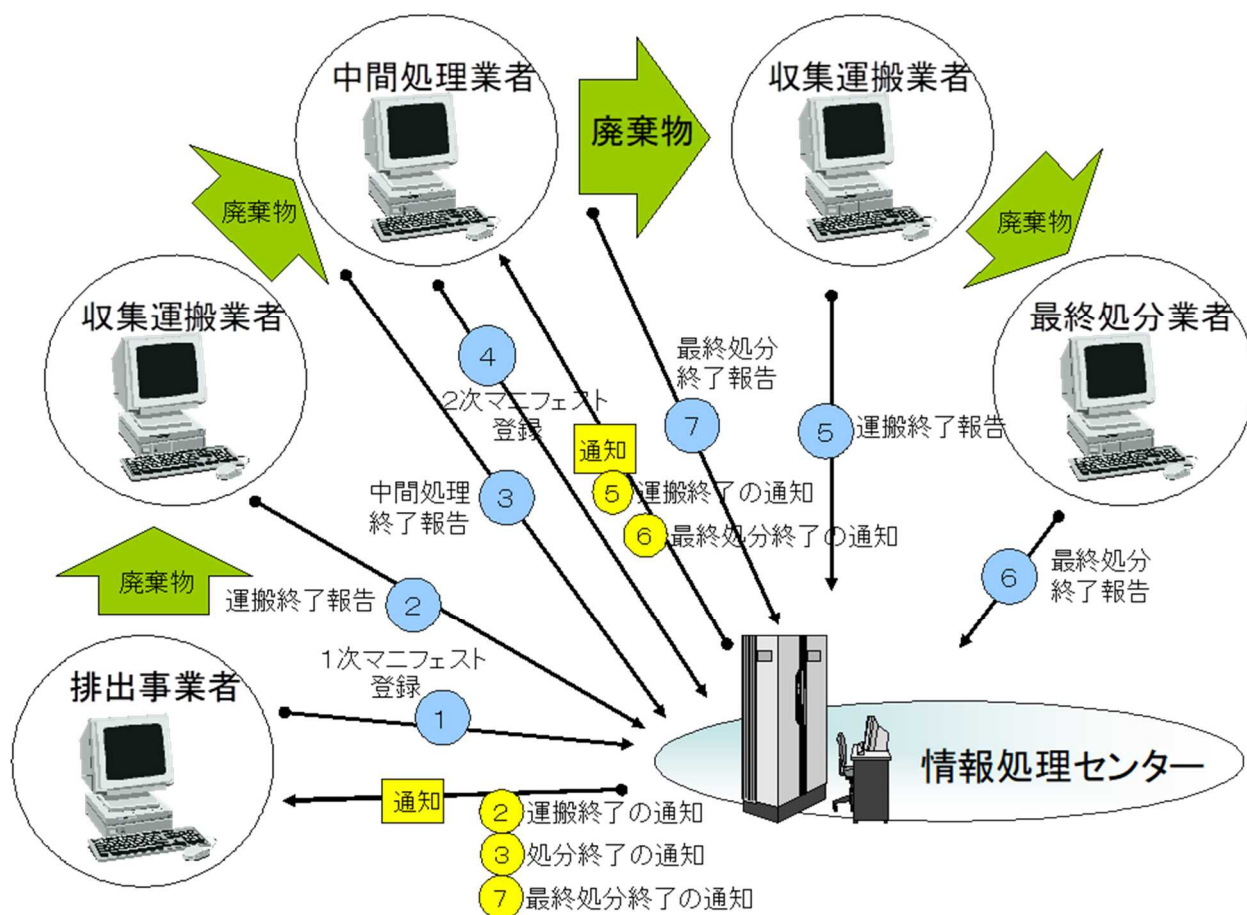 中間処理業者
収集運搬業者
廃棄物
廃棄物
廃棄物
収集運搬業者
最終処分業者
4
2次マニフェスト
登録
最終処分
終了報告
7
5
運搬終了報告
通知
5
運搬終了の通知
6
最終処分終了の通知
中間処理
終了報告
3
6
最終処分
終了報告
廃棄物
運搬終了報告
2
1次マニフェスト
登録
1
排出事業者
情報処理センター
通知
2
運搬終了の通知
3
処分終了の通知
7
最終処分終了の通知